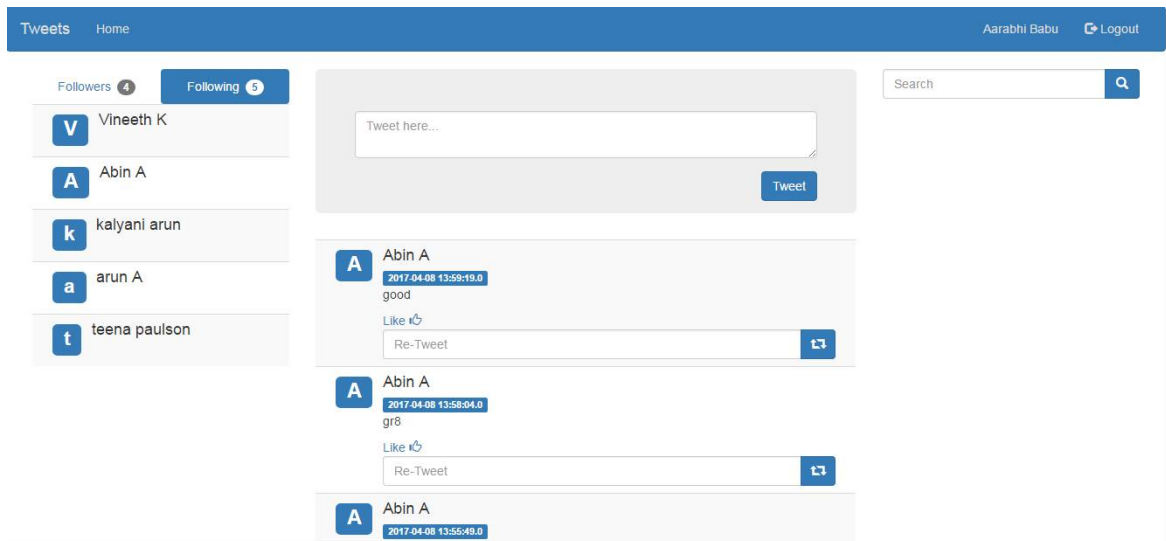 Tweets Home Aarabhi Babu Logout
Followers 4 Following 5
V Vineeth K
A Abin A
k kalyani arun
a arun A
t teena paulson
Tweet here...
Tweet
A Abin A
2017-04-08 13:59:19.0
good
Like
Re-Tweet
A Abin A
2017-04-08 13:58:04.0
gr8
Like
Re-Tweet
A Abin A
2017-04-08 13:55:49.0
Search